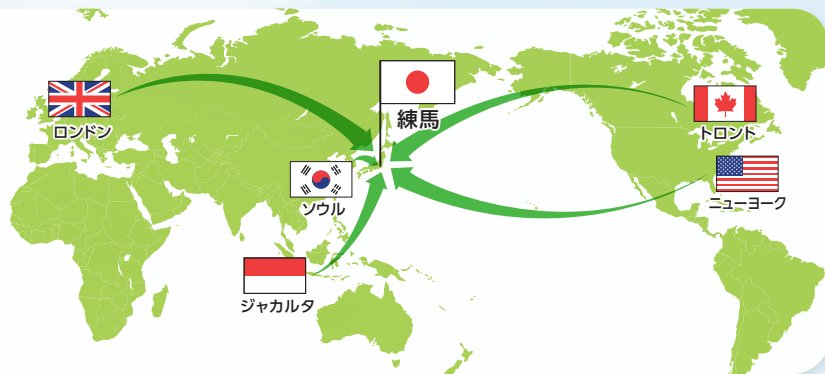 ロンドン
練馬
トロント
ソウル
ニューヨーク
ジャカルタ